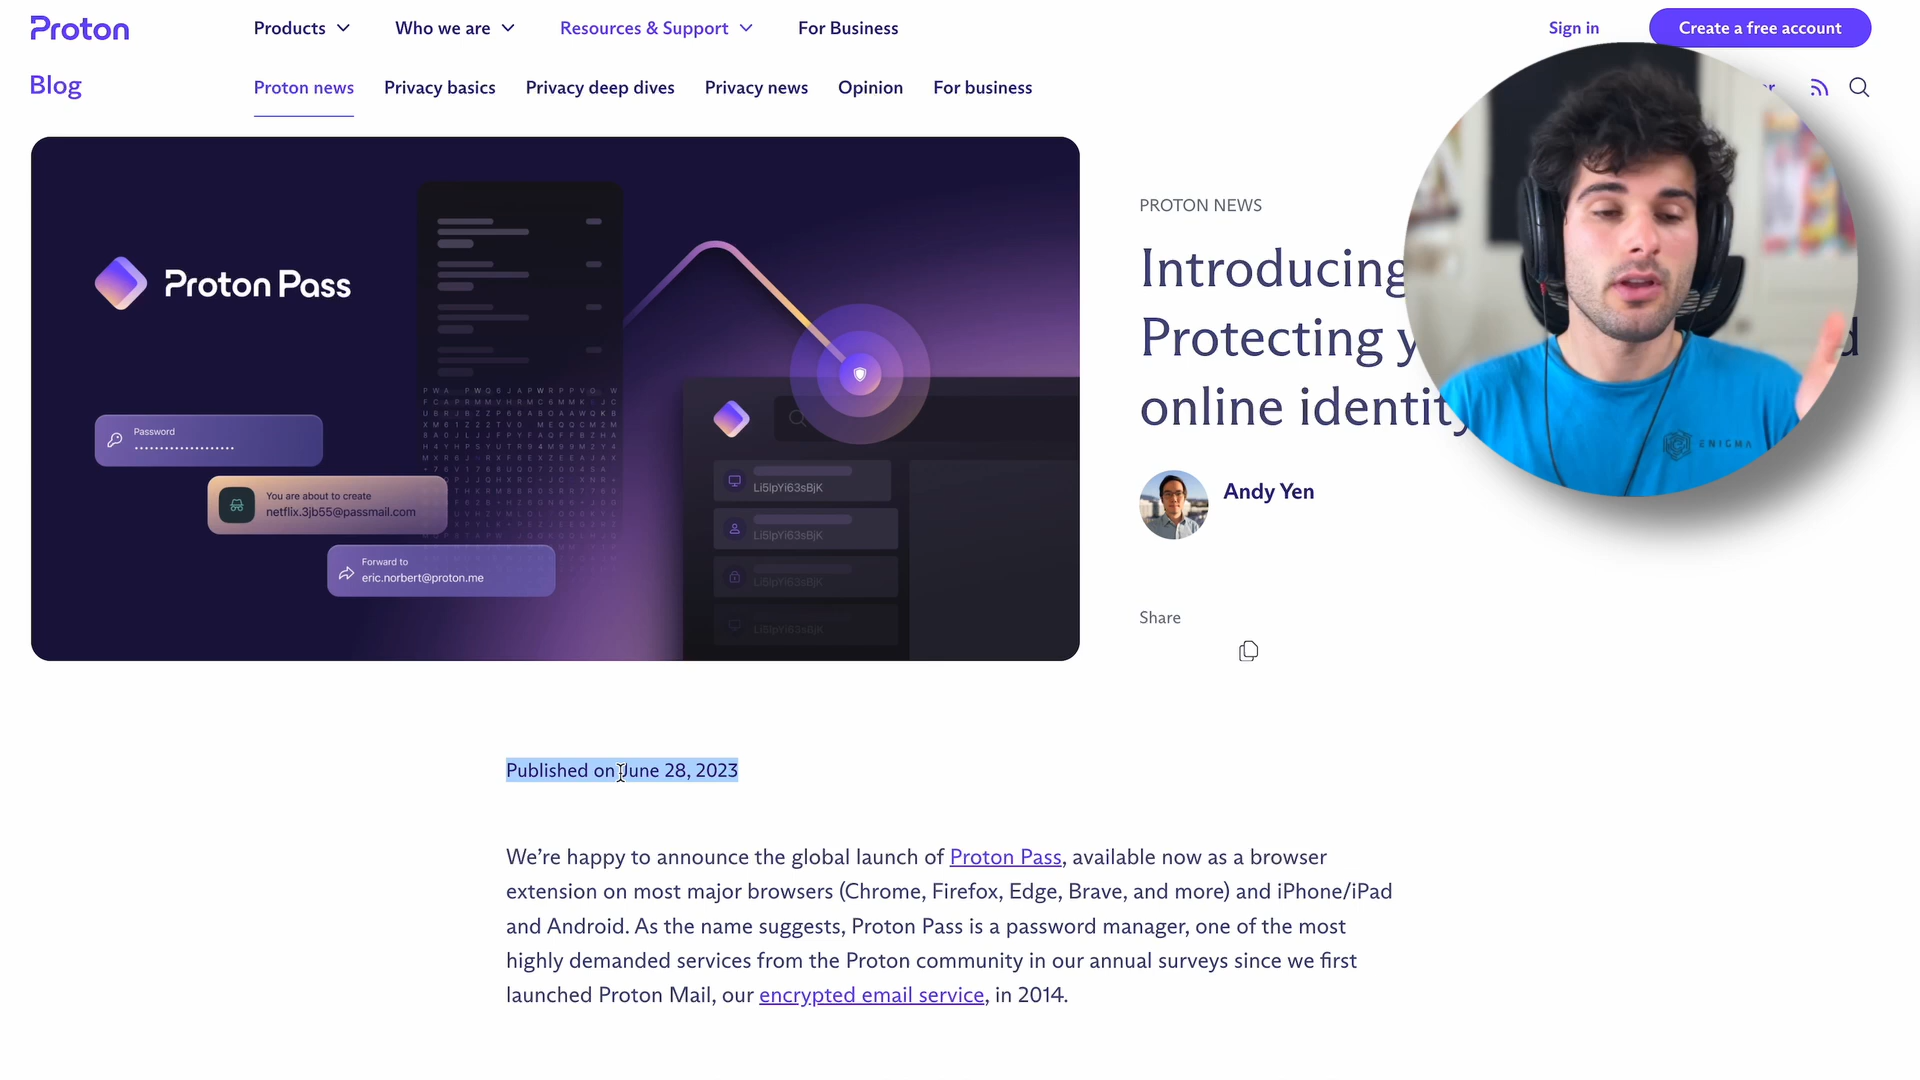 Proton
Products
Who we are
Resources & Support
For Business
Sign in
Create a free account
Blog
Proton news
Privacy basics
Privacy deep dives
Privacy news
Opinion
For business
Proton Pass
Password
You are about to create
netflix.3jb55@passmail.com
Forward to
eric.norbert@proton.me
Li5lpYi63sBjK
Li5lpYi63sBjK
Li5lpYi63sBjK
Li5lpYi63sBjK
PROTON NEWS
Introducing
Protecting
online
ENIGMA
Andy Yen
Share
Published on June 28, 2023
We’re happy to announce the global launch of Proton Pass, available now as a browser
extension on most major browsers (Chrome, Firefox, Edge, Brave, and more) and iPhone/iPad
and Android. As the name suggests, Proton Pass is a password manager, one of the most
highly demanded services from the Proton community in our annual surveys since we first
launched Proton Mail, our encrypted email service, in 2014.